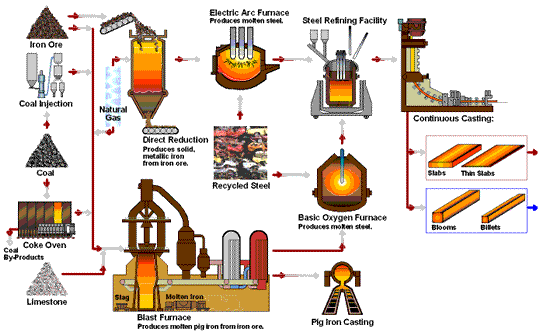 Iron Ore
Coal Injection
Coal
Coke Oven
Coal
By-Products
Limestone
Natural
Gas
Direct Reduction
Produces solid,
metallic iron
from iron ore.
Electric Arc Furnace
Produces molten steel.
Steel Refining Facility
Recycled Steel
Basic Oxygen Furnace
Produces molten steel.
Continuous Casting:
Slabs
Thin Slabs
Blooms
Billets
Slag
Molten Iron
Blast Furnace
Produces molten pig iron from iron ore.
Pig Iron Casting